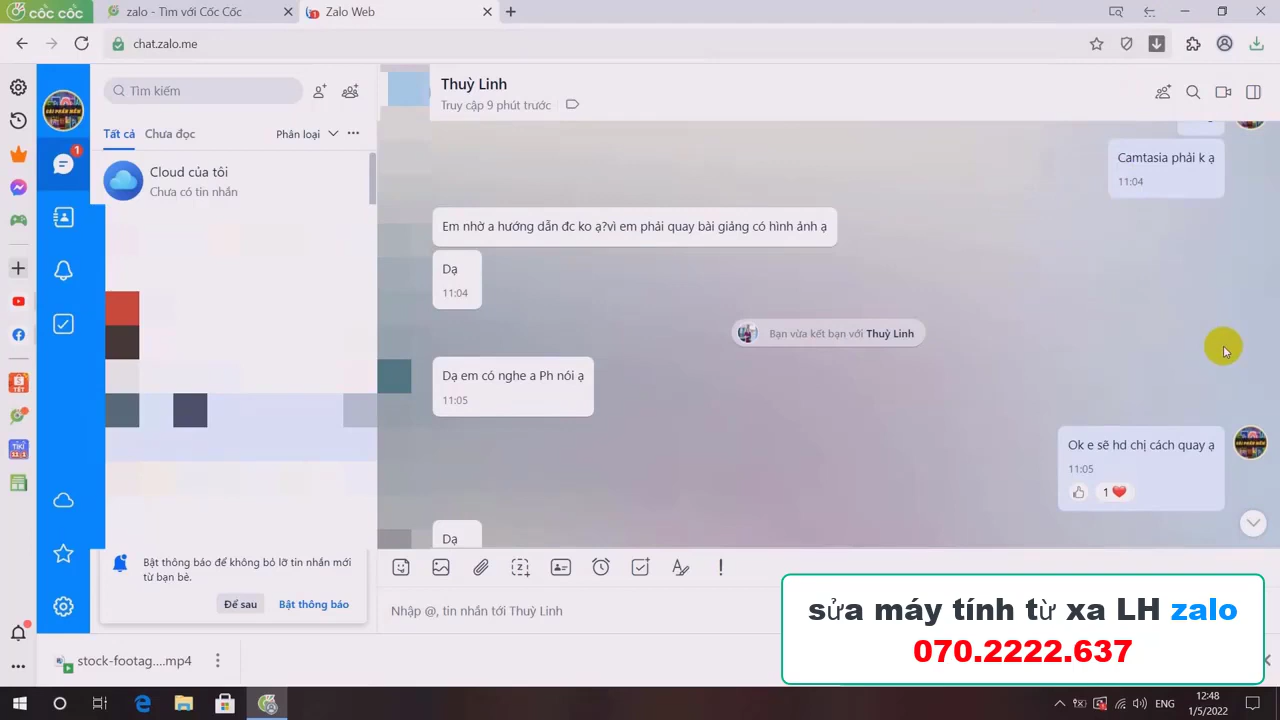 cốc cốc
zalo - Tìm với Cốc Cốc
Zalo Web
chat.zalo.me
Tìm kiếm
Thuỳ Linh
Truy cập 9 phút trước
Tất cả
Chưa đọc
Phân loại
1
Cloud của tôi
Chưa có tin nhắn
Camtasia phải k ạ
11:04
Em nhờ a hướng dẫn đc ko ạ?vì em phải quay bài giảng có hình ảnh ạ
Dạ
11:04
Bạn vừa kết bạn với Thuỳ Linh
Dạ em có nghe a Ph nói ạ
11:05
Ok e sẽ hd chị cách quay ạ
11:05
1
Dạ
Bật thông báo để không bỏ lỡ tin nhắn mới
từ bạn bè.
Để sau
Bật thông báo
Nhập @, tin nhắn tới Thuỳ Linh
sửa máy tính từ xa LH zalo
070.2222.637
stock-footag....mp4
ENG
12:48
1/5/2022